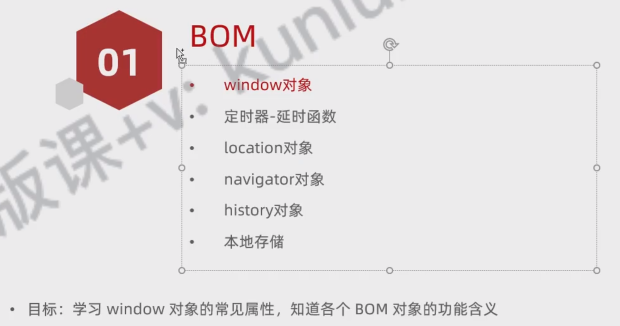 01
BOM
• window对象
• 定时器-延时函数
• location对象
• navigator对象
• history对象
• 本地存储
• 目标：学习 window 对象的常见属性，知道各个 BOM 对象的功能含义
版课+v: kunlu